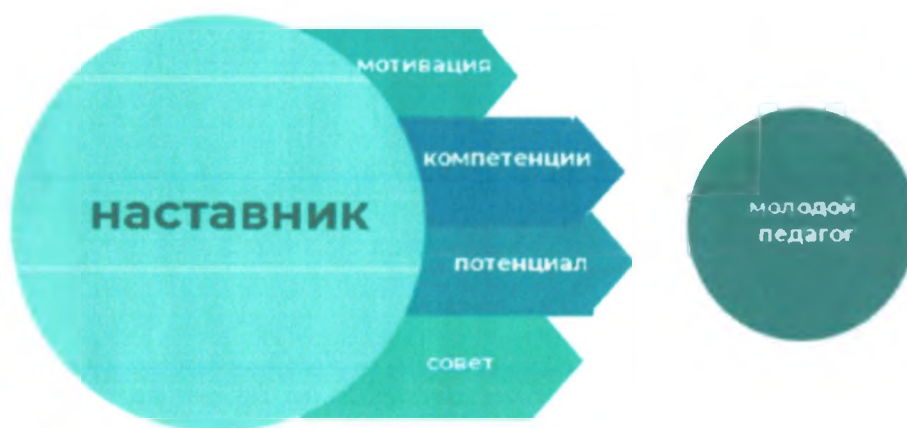 мотивация
компетенции
наставник
потенциал
совет
молодой
педагог